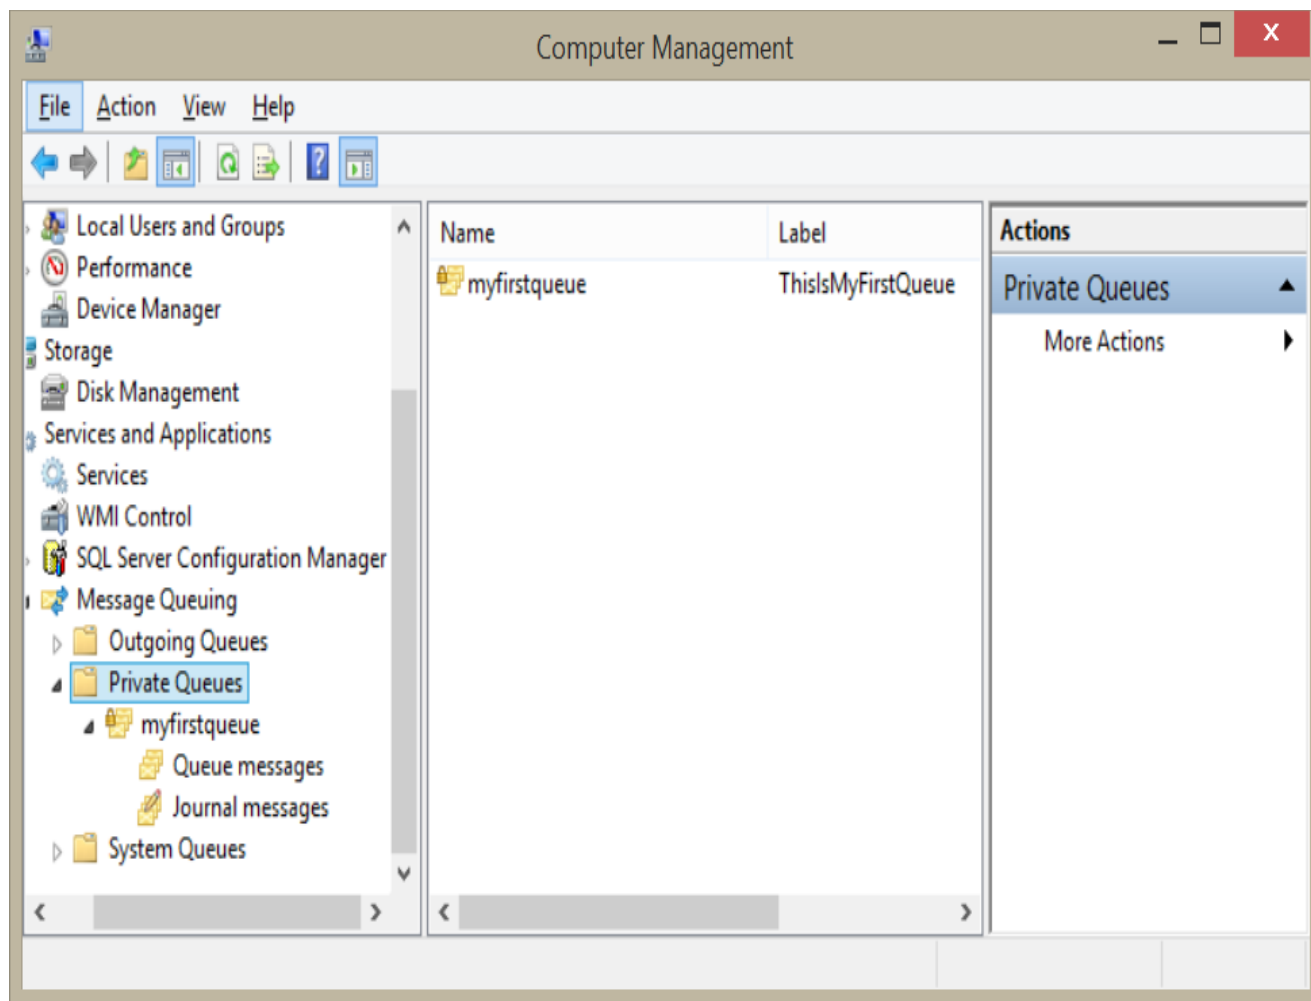 Computer Management
X
File Action View Help
?
Local Users and Groups
Performance
Device Manager
Storage
Disk Management
Services and Applications
Services
WMI Control
SQL Server Configuration Manager
Message Queuing
Outgoing Queues
Private Queues
myfirstqueue
Queue messages
Journal messages
System Queues
Name Label
myfirstqueue ThisIsMyFirstQueue
Actions
Private Queues
More Actions